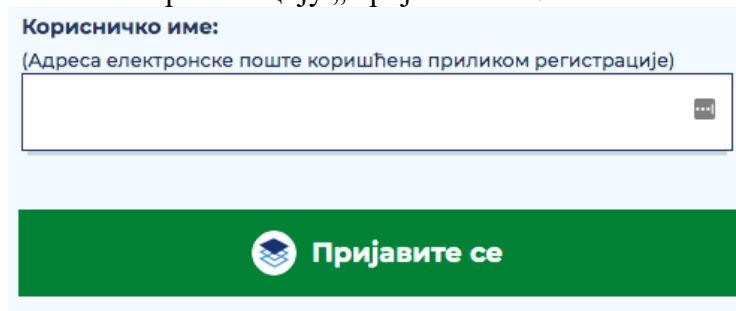 Корисничко име:
(Адреса електронске поште коришћена приликом регистрације)
Пријавите се